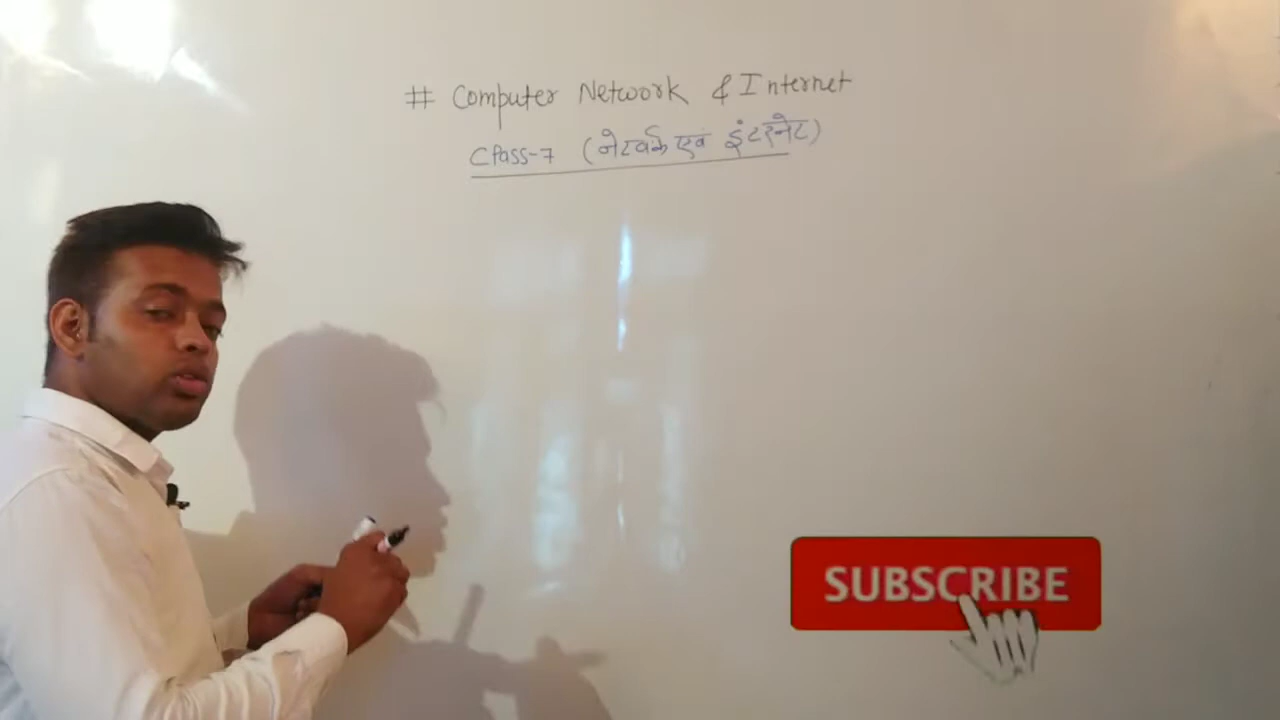 # Computer Network & Internet
Class-7 (नेटवर्क एवं इंटरनेट)
SUBSCRIBE